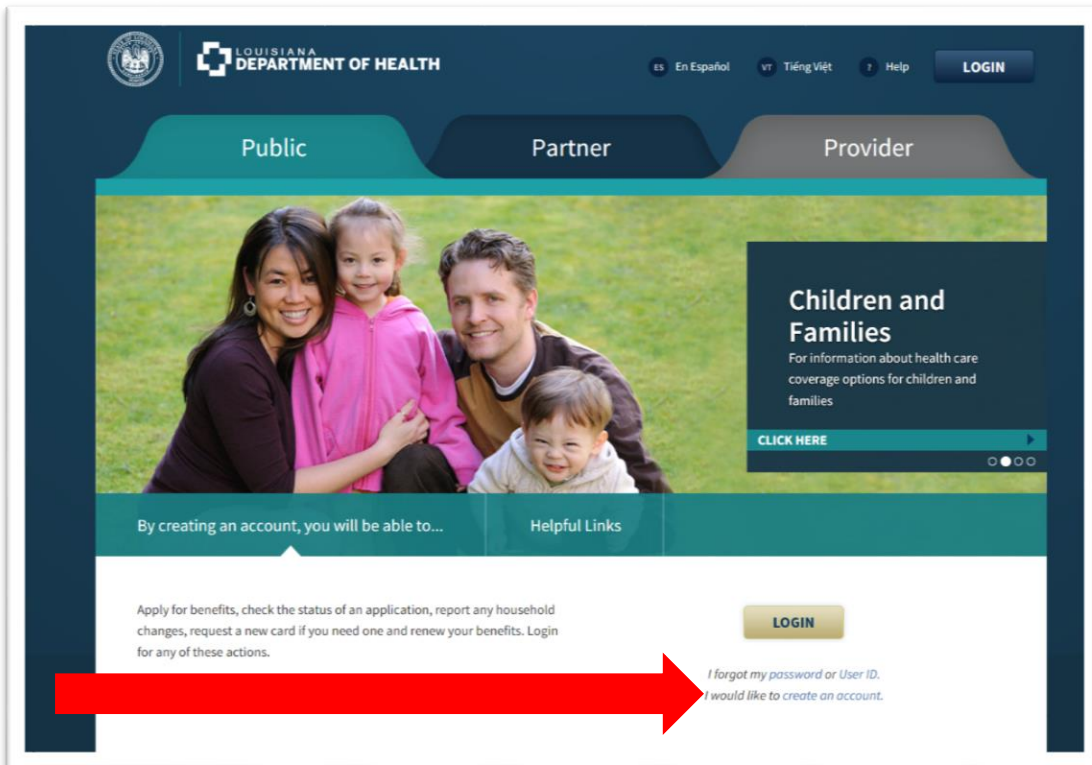 LOUISIANA
DEPARTMENT OF HEALTH
ES En Español
VT Tiếng Việt
? Help
LOGIN
Public
Partner
Provider
Children and
Families
For information about health care
coverage options for children and
families
CLICK HERE
By creating an account, you will be able to...
Helpful Links
Apply for benefits, check the status of an application, report any household
changes, request a new card if you need one and renew your benefits. Login
for any of these actions.
LOGIN
I forgot my password or User ID.
I would like to create an account.